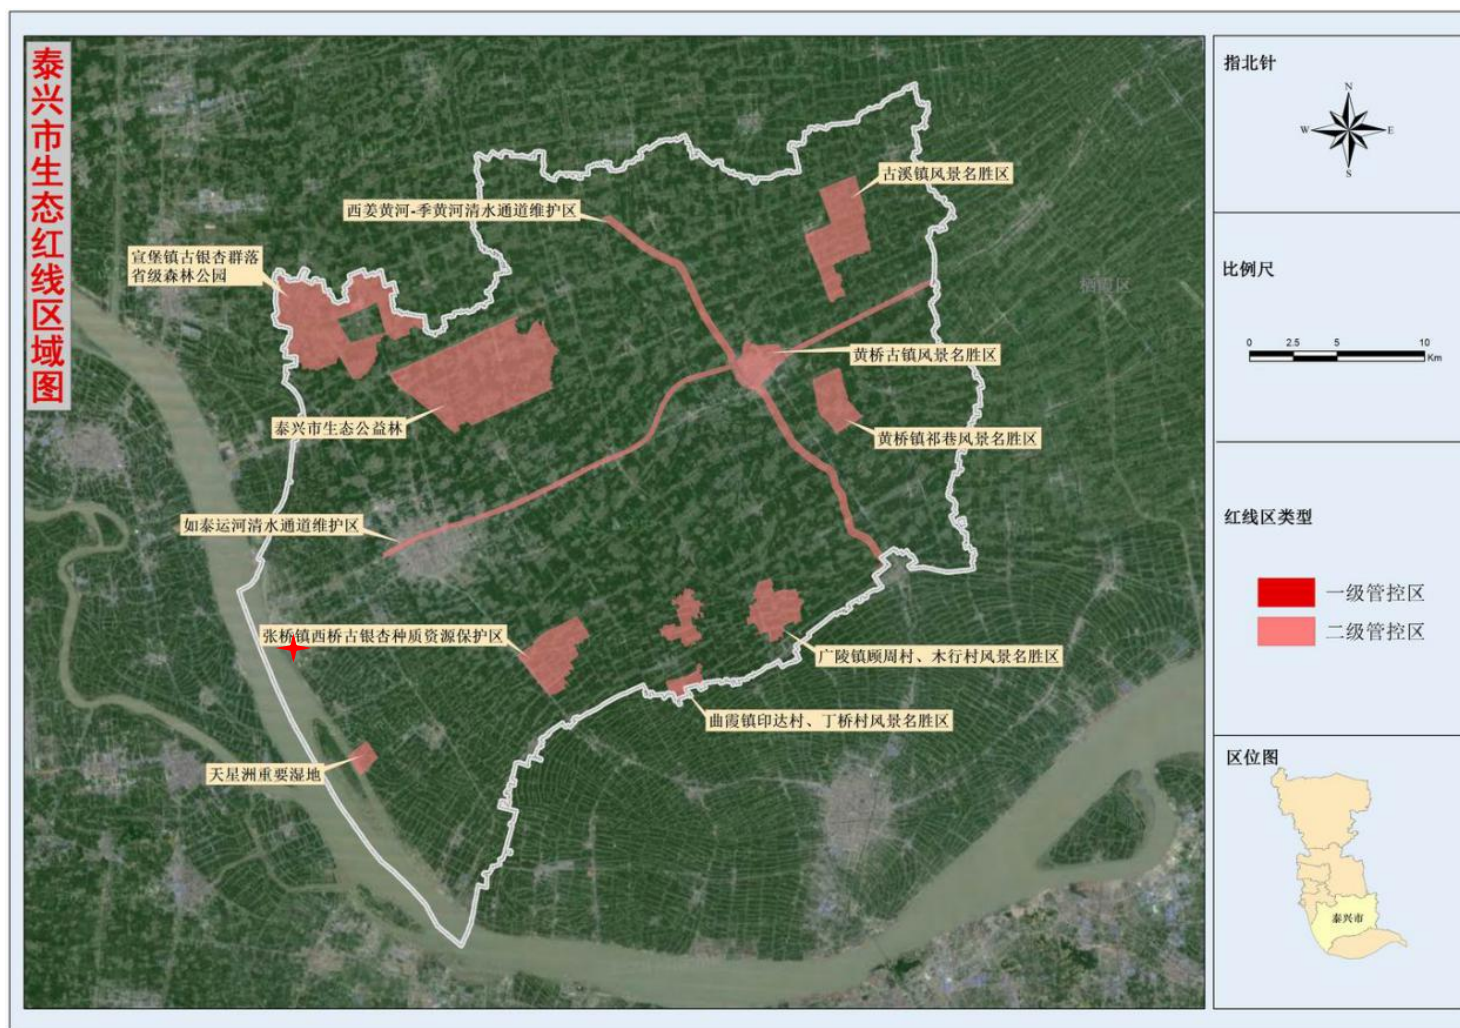 泰兴市生态红线区域图
古溪镇风景名胜区
西姜黄河-季黄河清水通道维护区
宣堡镇古银杏群落
省级森林公园
黄桥古镇风景名胜区
泰兴市生态公益林
黄桥镇祁巷风景名胜区
如泰运河清水通道维护区
张桥镇西桥古银杏种质资源保护区
广陵镇顾周村、木行村风景名胜区
曲霞镇印达村、丁桥村风景名胜区
天星洲重要湿地
指北针
N
W E
S
比例尺
0 2.5 5 10
Km
红线区类型
一级管控区
二级管控区
区位图
泰兴市